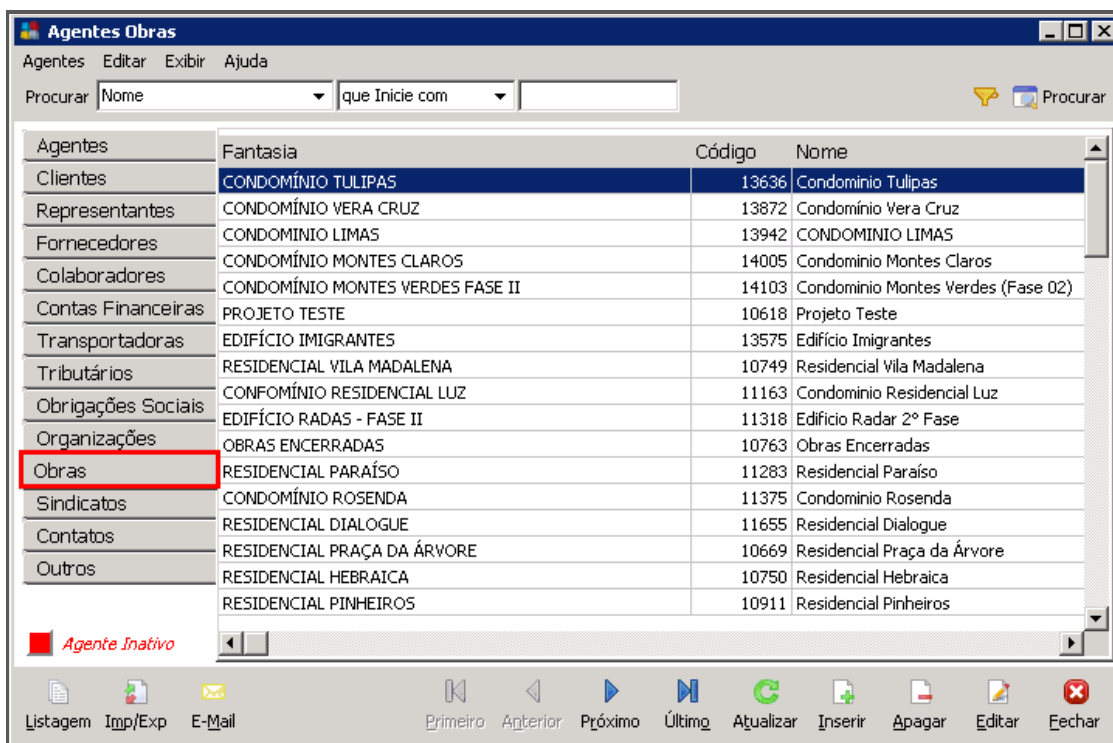 Agentes Obras
Agentes Editar Exibir Ajuda
Procurar Nome que Inicie com Procurar
Agentes
Clientes
Representantes
Fornecedores
Colaboradores
Contas Financeiras
Transportadoras
Tributários
Obrigações Sociais
Organizações
Obras
Sindicatos
Contatos
Outros
Agente Inativo
Fantasia Código Nome
CONDOMÍNIO TULIPAS 13636 Condominio Tulipas
CONDOMÍNIO VERA CRUZ 13872 Condomínio Vera Cruz
CONDOMINIO LIMAS 13942 CONDOMINIO LIMAS
CONDOMÍNIO MONTES CLAROS 14005 Condominio Montes Claros
CONDOMÍNIO MONTES VERDES FASE II 14103 Condominio Montes Verdes (Fase 02)
PROJETO TESTE 10618 Projeto Teste
EDIFÍCIO IMIGRANTES 13575 Edifício Imigrantes
RESIDENCIAL VILA MADALENA 10749 Residencial Vila Madalena
CONFOMÍNIO RESIDENCIAL LUZ 11163 Condominio Residencial Luz
EDIFÍCIO RADAS - FASE II 11318 Edificio Radar 2° Fase
OBRAS ENCERRADAS 10763 Obras Encerradas
RESIDENCIAL PARAÍSO 11283 Residencial Paraíso
CONDOMÍNIO ROSENDA 11375 Condominio Rosenda
RESIDENCIAL DIALOGUE 11655 Residencial Dialogue
RESIDENCIAL PRAÇA DA ÁRVORE 10669 Residencial Praça da Árvore
RESIDENCIAL HEBRAICA 10750 Residencial Hebraica
RESIDENCIAL PINHEIROS 10911 Residencial Pinheiros
Listagem Imp/Exp E-Mail Primeiro Anterior Próximo Último Atualizar Inserir Apagar Editar Fechar